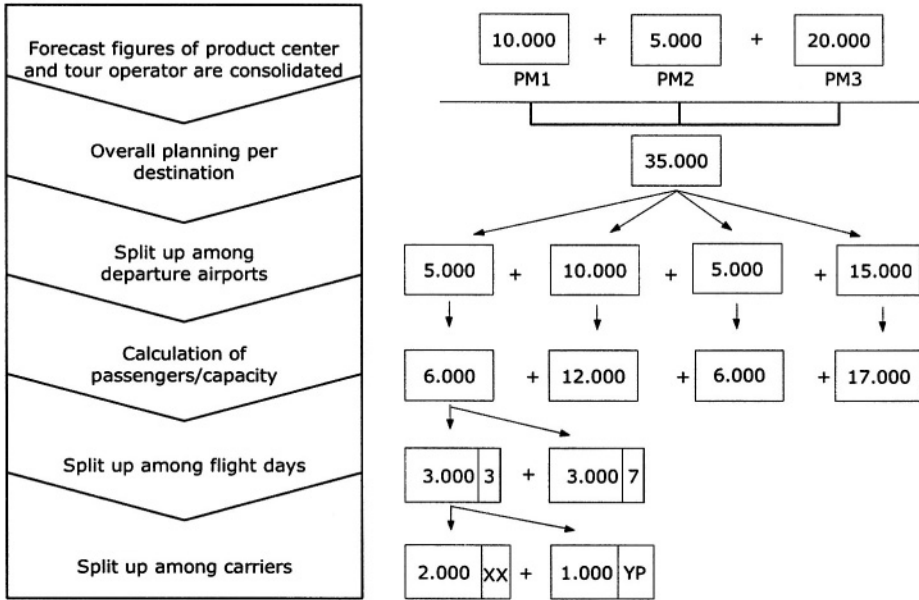 Forecast figures of product center
and tour operator are consolidated
10.000 + 5.000 + 20.000
PM1 PM2 PM3
Overall planning per
destination
35.000
Split up among
departure airports
5.000 + 10.000 + 5.000 + 15.000
Calculation of
passengers/capacity
6.000 + 12.000 + 6.000 + 17.000
Split up among flight days
3.000 3 + 3.000 7
Split up among carriers
2.000 XX + 1.000 YP